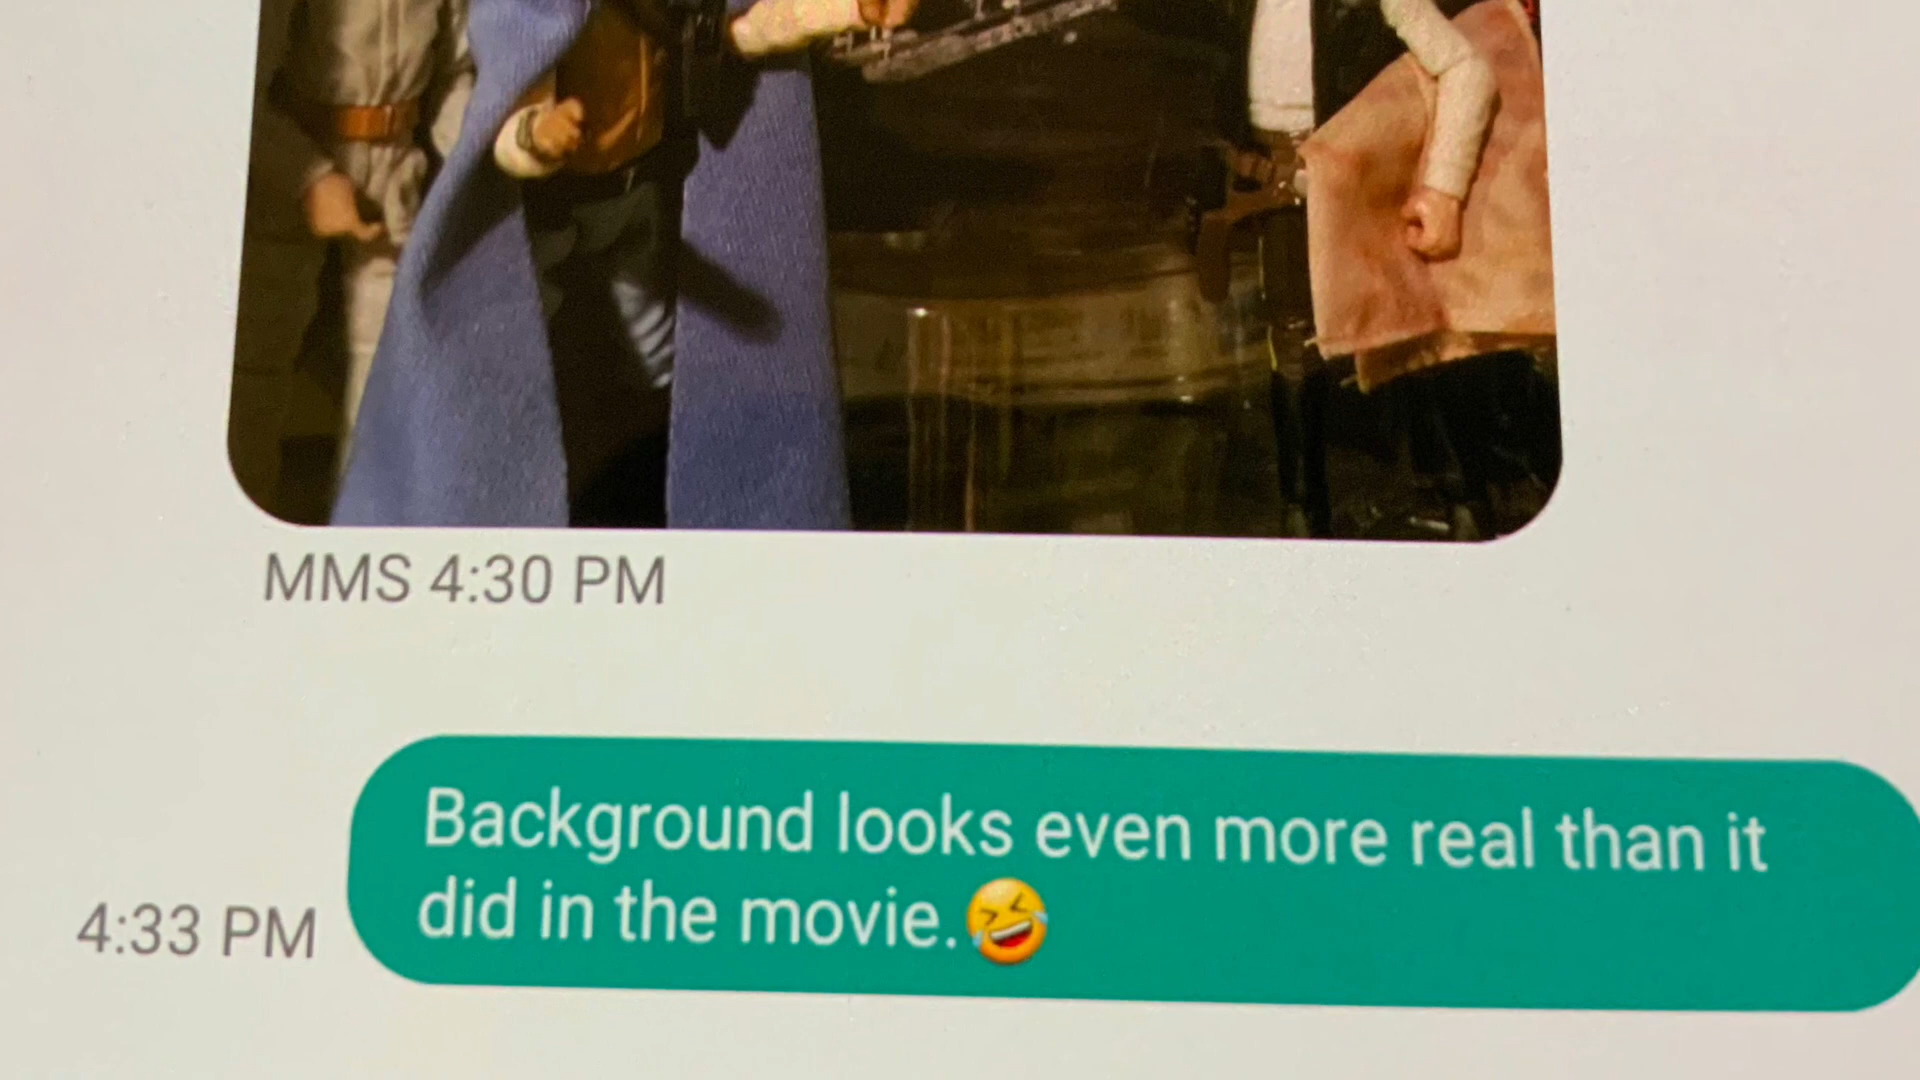 MMS 4:30 PM
Background looks even more real than it
did in the movie.🤣
4:33 PM